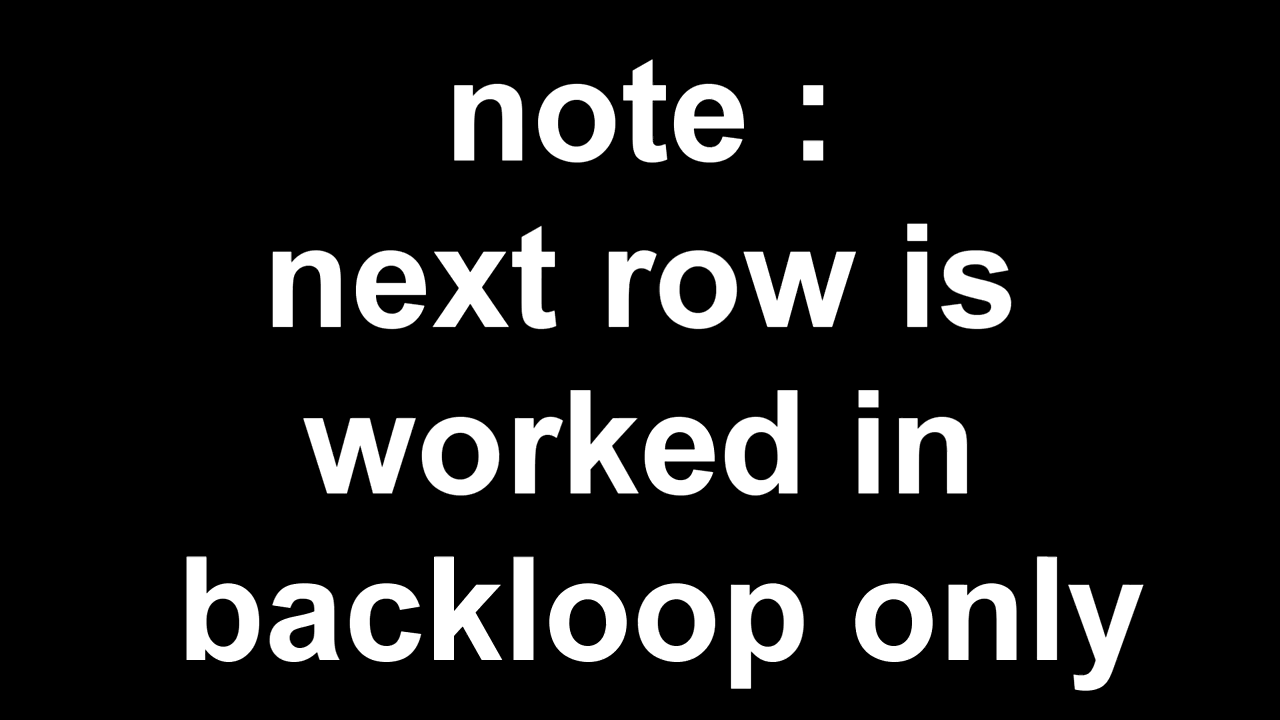 note :
next row is
worked in
backloop only